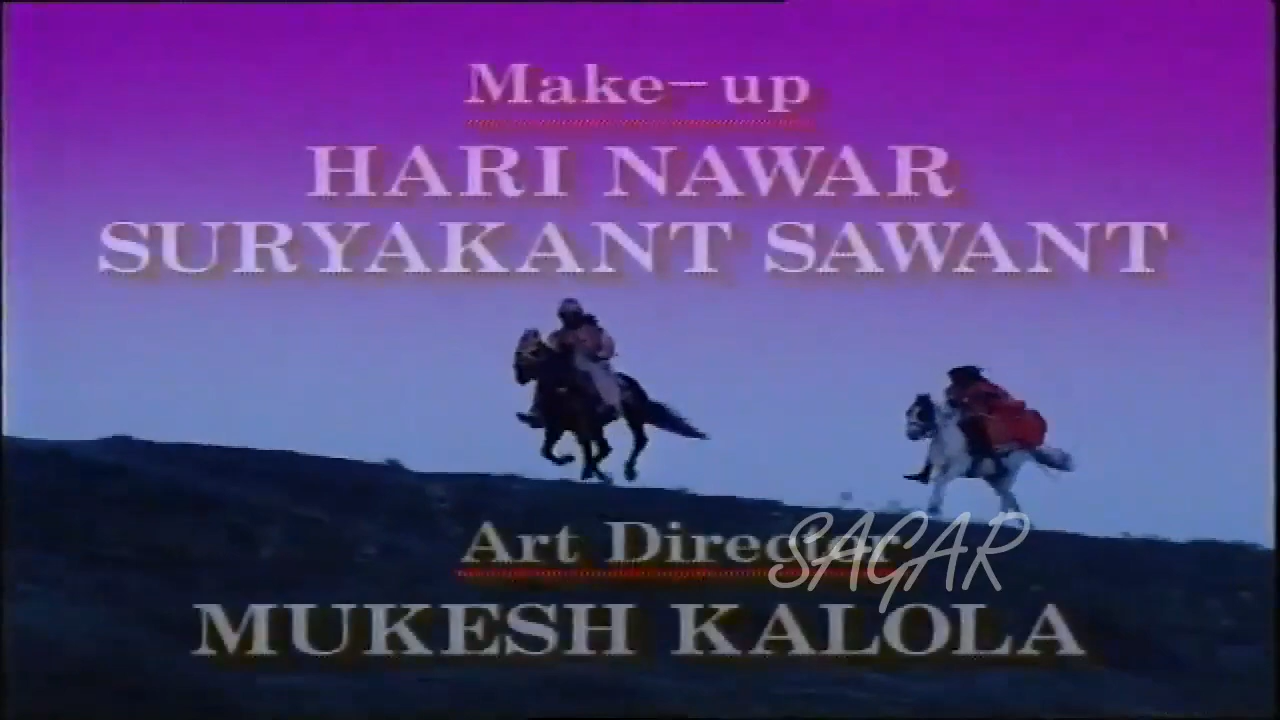 Make-up
HARI NAWAR
SURYAKANT SAWANT
Art Director
SAGAR
MUKESH KALOLA